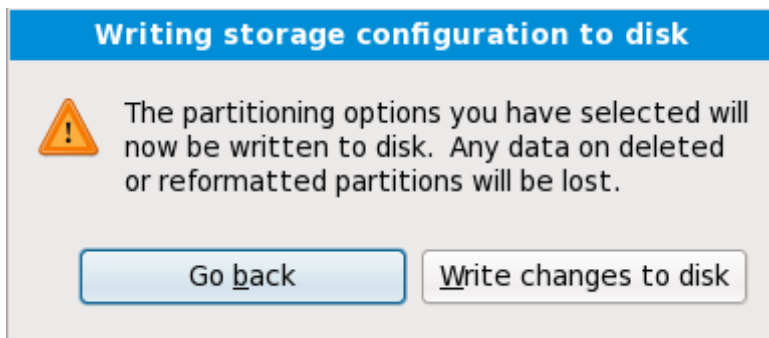 Writing storage configuration to disk
The partitioning options you have selected will
now be written to disk.  Any data on deleted
or reformatted partitions will be lost.
Go back
Write changes to disk